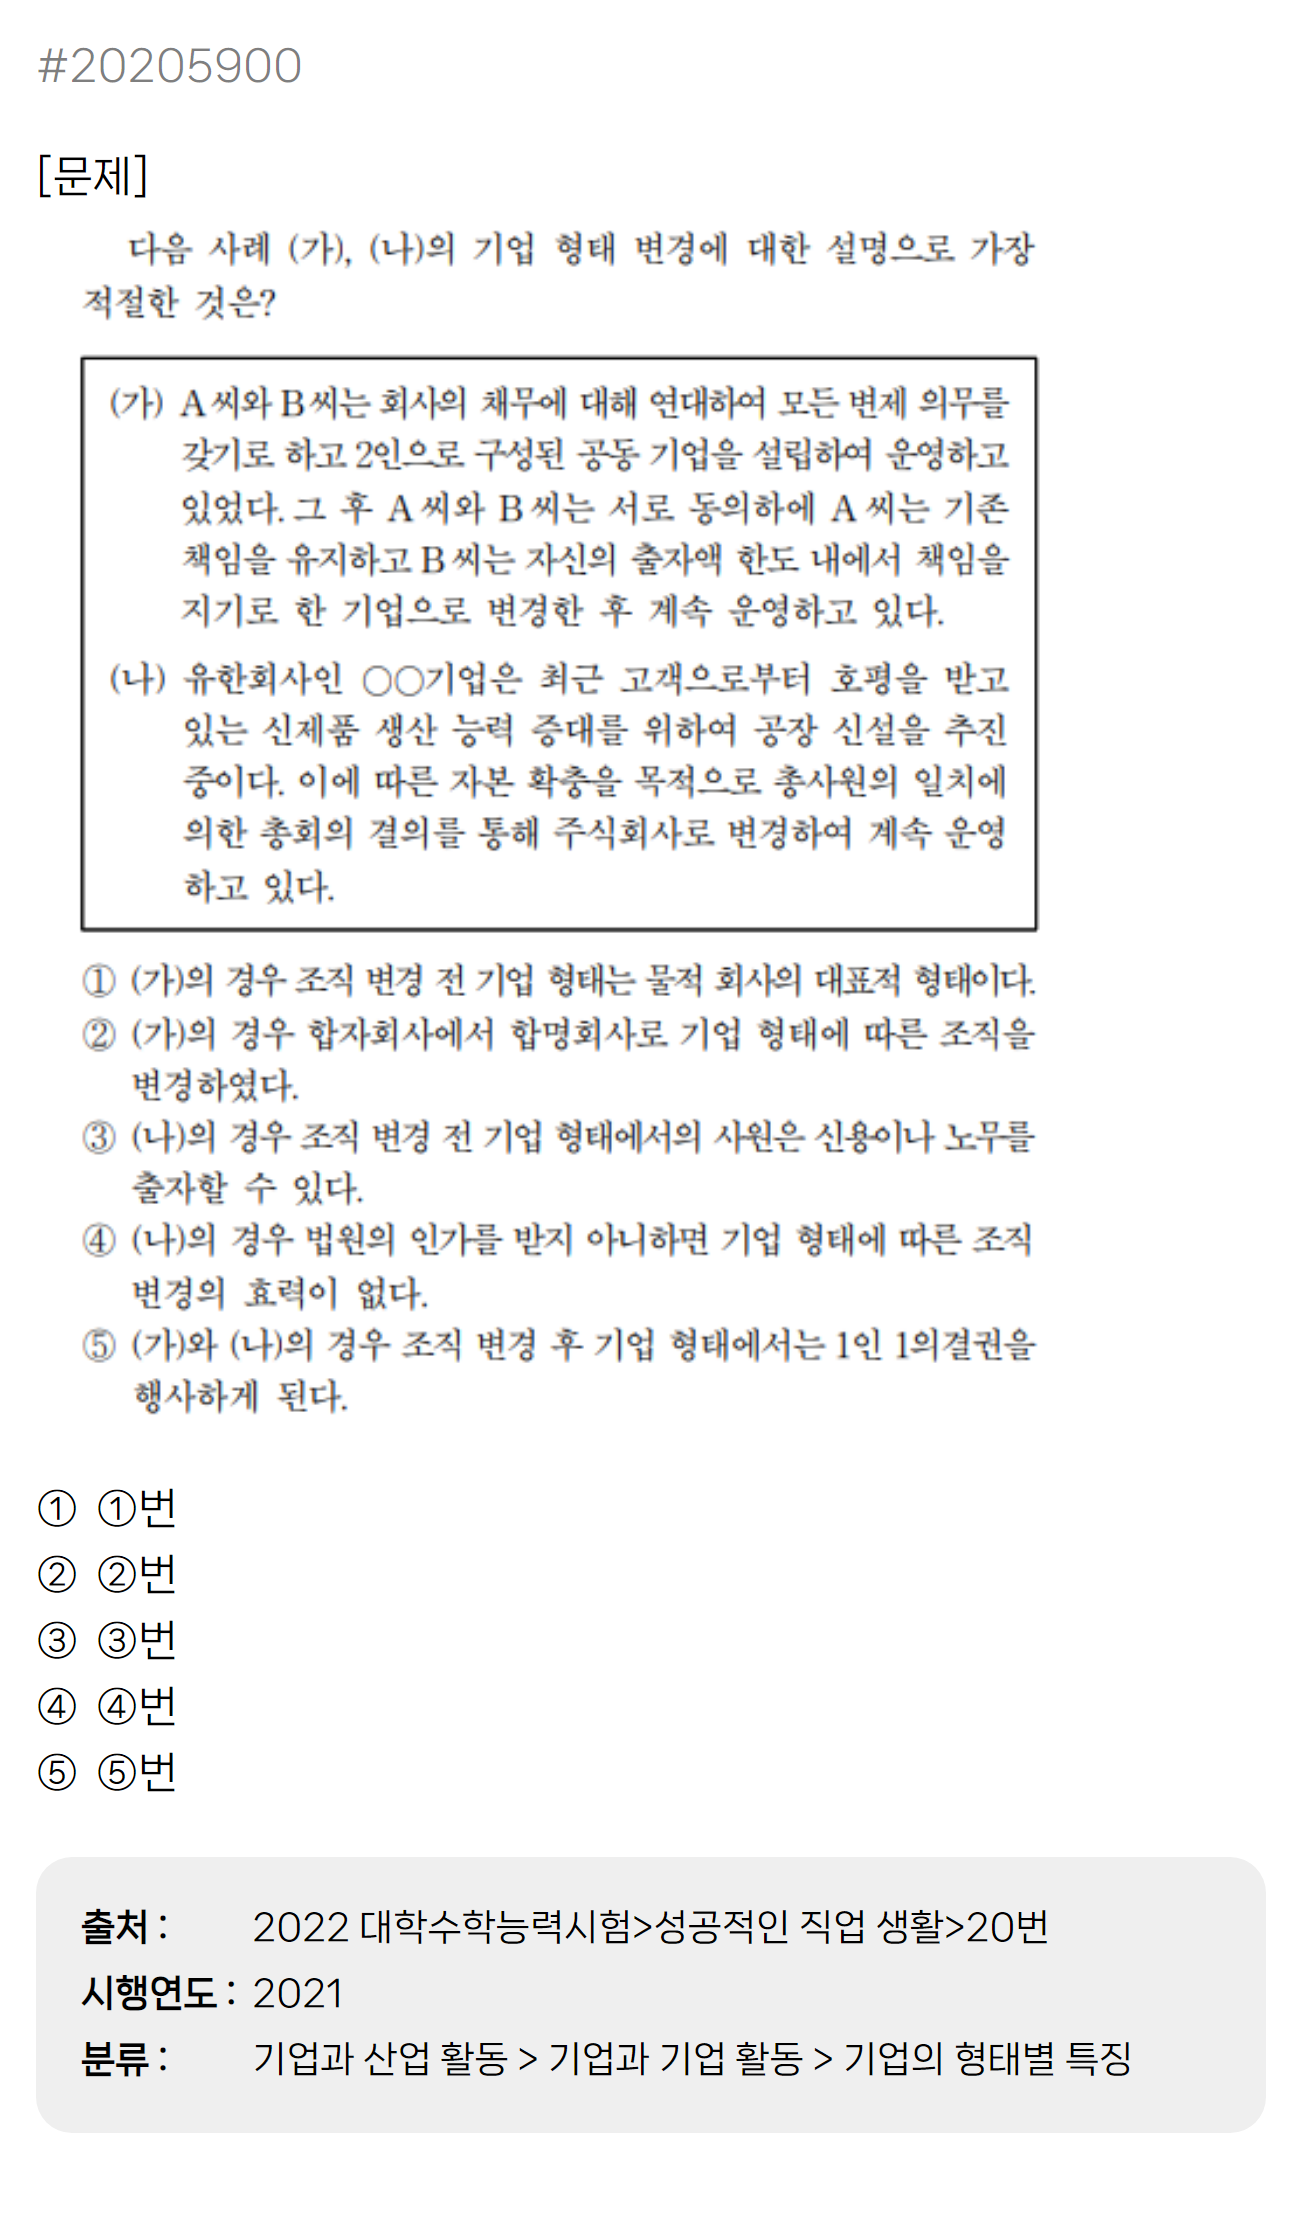 #20205900
[문제]
다음 사례 (가), (나)의 기업 형태 변경에 대한 설명으로 가장
적절한 것은?
(가) A씨와 B씨는 회사의 채무에 대해 연대하여 모든 변제 의무를
갖기로 하고 2인으로 구성된 공동 기업을 설립하여 운영하고
있었다. 그 후 A씨와 B씨는 서로 동의하에 A씨는 기존
책임을 유지하고 B씨는 자신의 출자액 한도 내에서 책임을
지기로 한 기업으로 변경한 후 계속 운영하고 있다.
(나) 유한회사인 ○○기업은 최근 고객으로부터 호평을 받고
있는 신제품 생산 능력 증대를 위하여 공장 신설을 추진
중이다. 이에 따른 자본 확충을 목적으로 총사원의 일치에
의한 총회의 결의를 통해 주식회사로 변경하여 계속 운영
하고 있다.
① (가)의 경우 조직 변경 전 기업 형태는 물적 회사의 대표적 형태이다.
② (가)의 경우 합자회사에서 합명회사로 기업 형태에 따른 조직을
변경하였다.
③ (나)의 경우 조직 변경 전 기업 형태에서의 사원은 신용이나 노무를
출자할 수 있다.
④ (나)의 경우 법원의 인가를 받지 아니하면 기업 형태에 따른 조직
변경의 효력이 없다.
⑤ (가)와 (나)의 경우 조직 변경 후 기업 형태에서는 1인 1의결권을
행사하게 된다.
① ①번
② ②번
③ ③번
④ ④번
⑤ ⑤번
출처 : 2022 대학수학능력시험>성공적인 직업 생활>20번
시행연도 : 2021
분류 : 기업과 산업 활동 > 기업과 기업 활동 > 기업의 형태별 특징